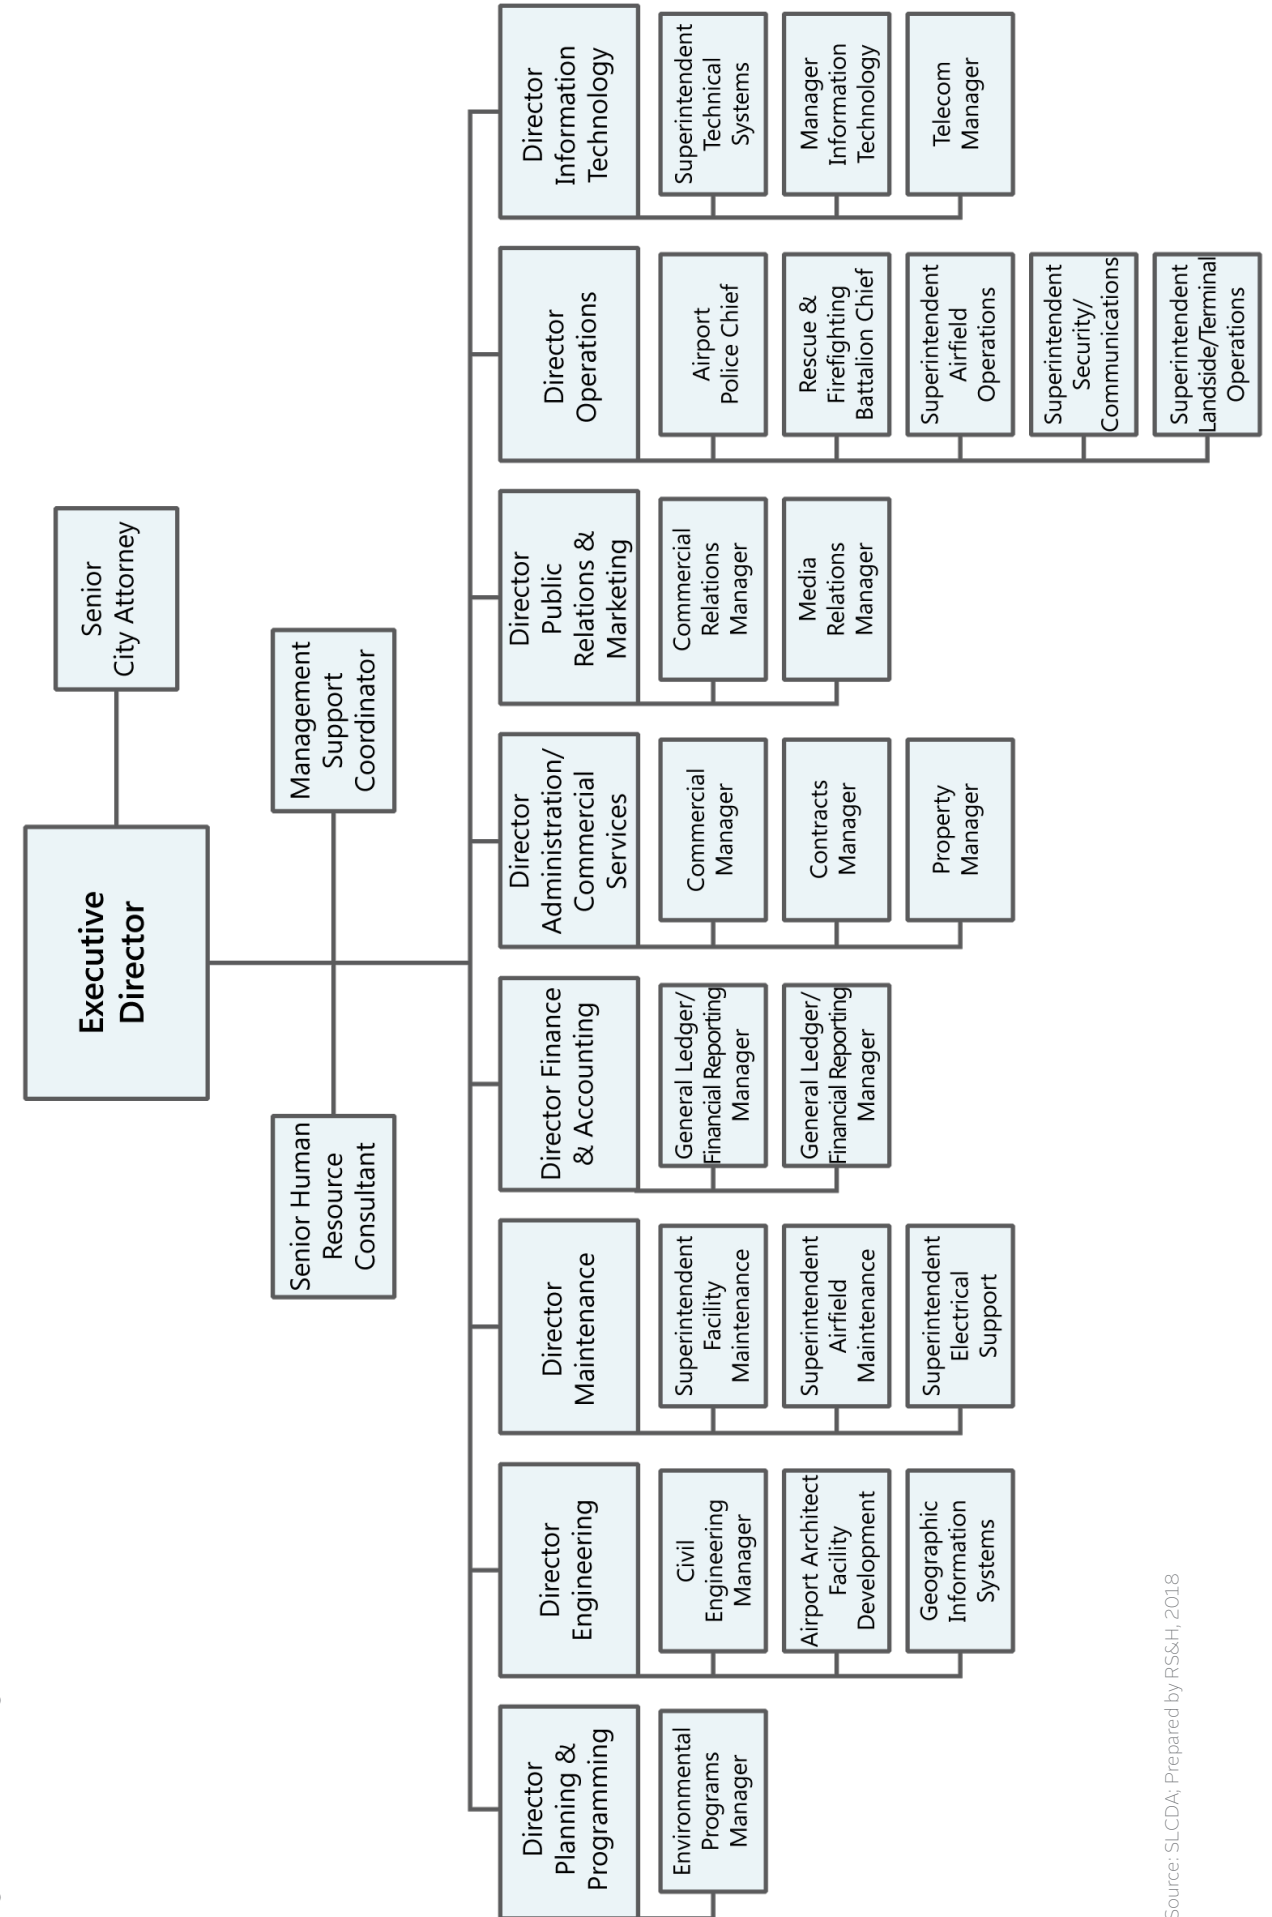 Executive
Director
Senior
City Attorney
Senior Human
Resource
Consultant
Management
Support
Coordinator
Director
Planning &
Programming
Environmental
Programs
Manager
Director
Engineering
Civil
Engineering
Manager
Airport Architect
Facility
Development
Geographic
Information
Systems
Director
Maintenance
Superintendent
Facility
Maintenance
Superintendent
Airfield
Maintenance
Superintendent
Electrical
Support
Director Finance
& Accounting
General Ledger/
Financial Reporting
Manager
General Ledger/
Financial Reporting
Manager
Director
Administration/
Commercial
Services
Commercial
Manager
Contracts
Manager
Property
Manager
Director
Public
Relations &
Marketing
Commercial
Relations
Manager
Media
Relations
Manager
Director
Operations
Airport
Police Chief
Rescue &
Firefighting
Battalion Chief
Superintendent
Airfield
Operations
Superintendent
Security/
Communications
Superintendent
Landside/Terminal
Operations
Director
Information
Technology
Superintendent
Technical
Systems
Manager
Information
Technology
Telecom
Manager
Source: SLCDA; Prepared by RS&H, 2018